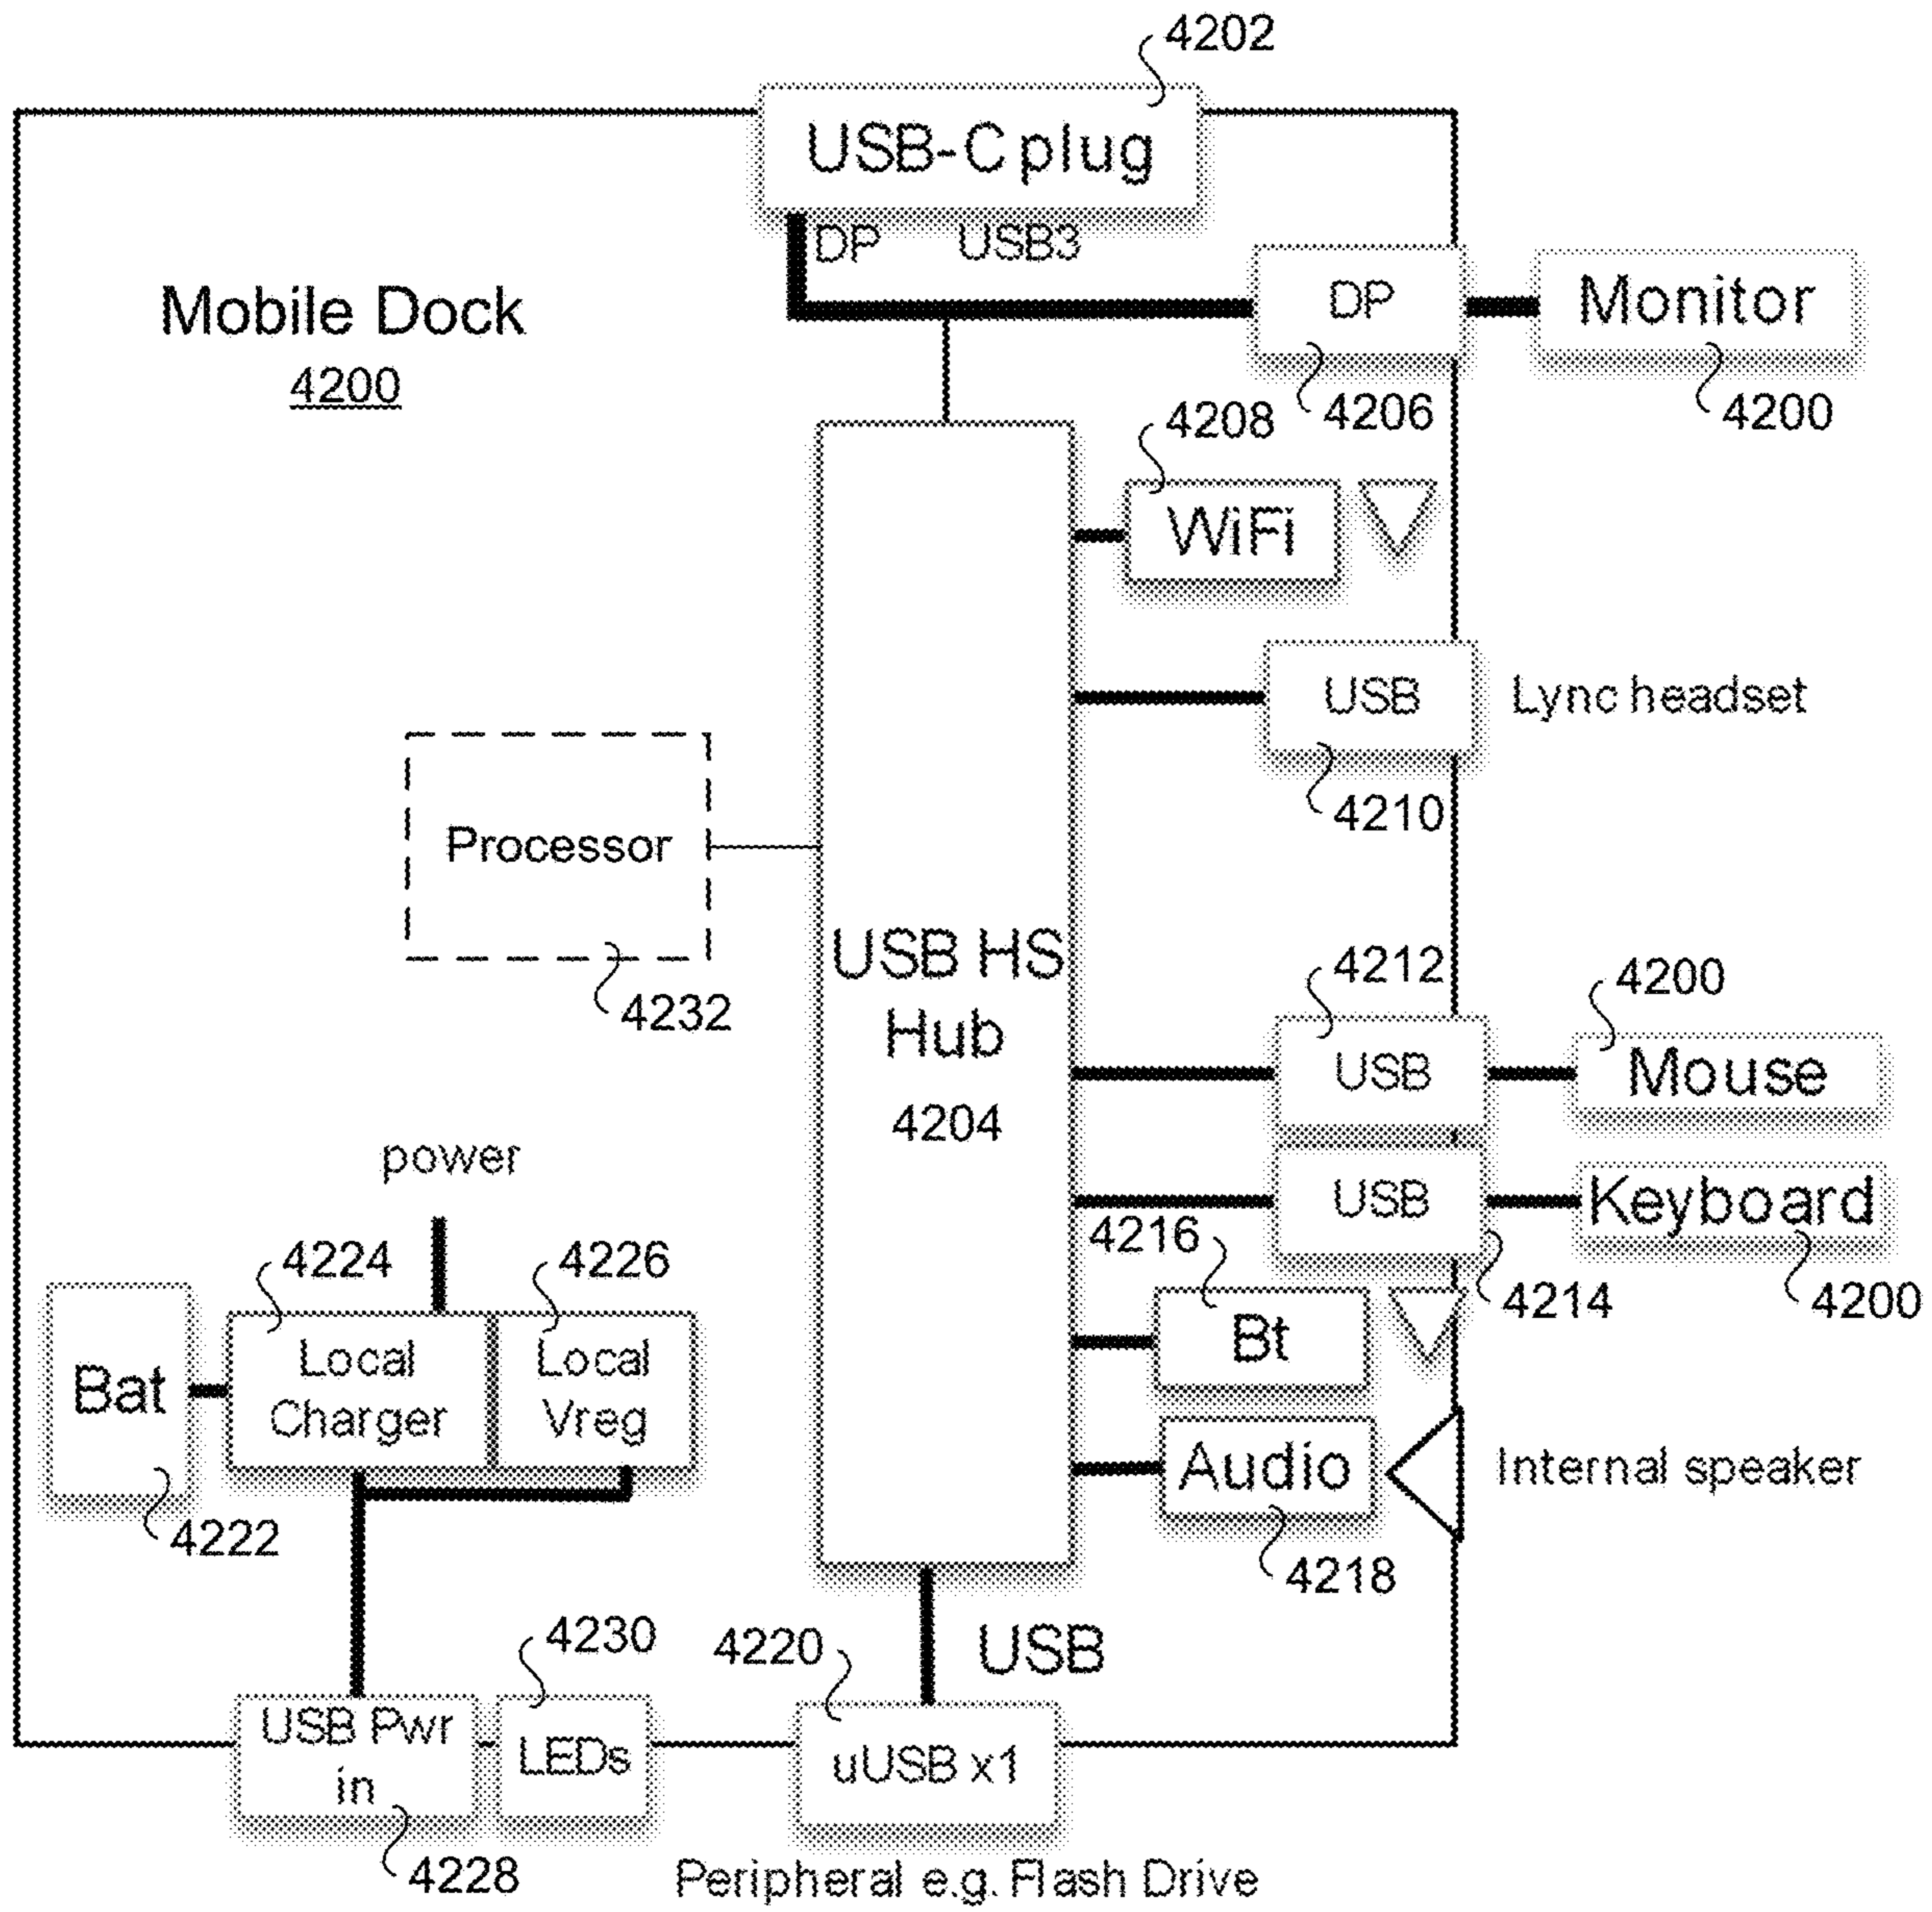 4202
USB-C plug
DP USB3
Mobile Dock
4200
DP
Monitor
4206
4200
4208
WiFi
USB
Lync headset
4210
Processor
4232
USB HS
Hub
4204
4212
4200
USB
Mouse
USB
Keyboard
4214
4200
4216
Bt
power
4224
4226
Bat
Local
Charger
Local
Vreg
4222
Audio
Internal speaker
4218
4230
4220
USB
USB Pwr
in
LEDs
uUSB x1
4228
Peripheral e.g. Flash Drive